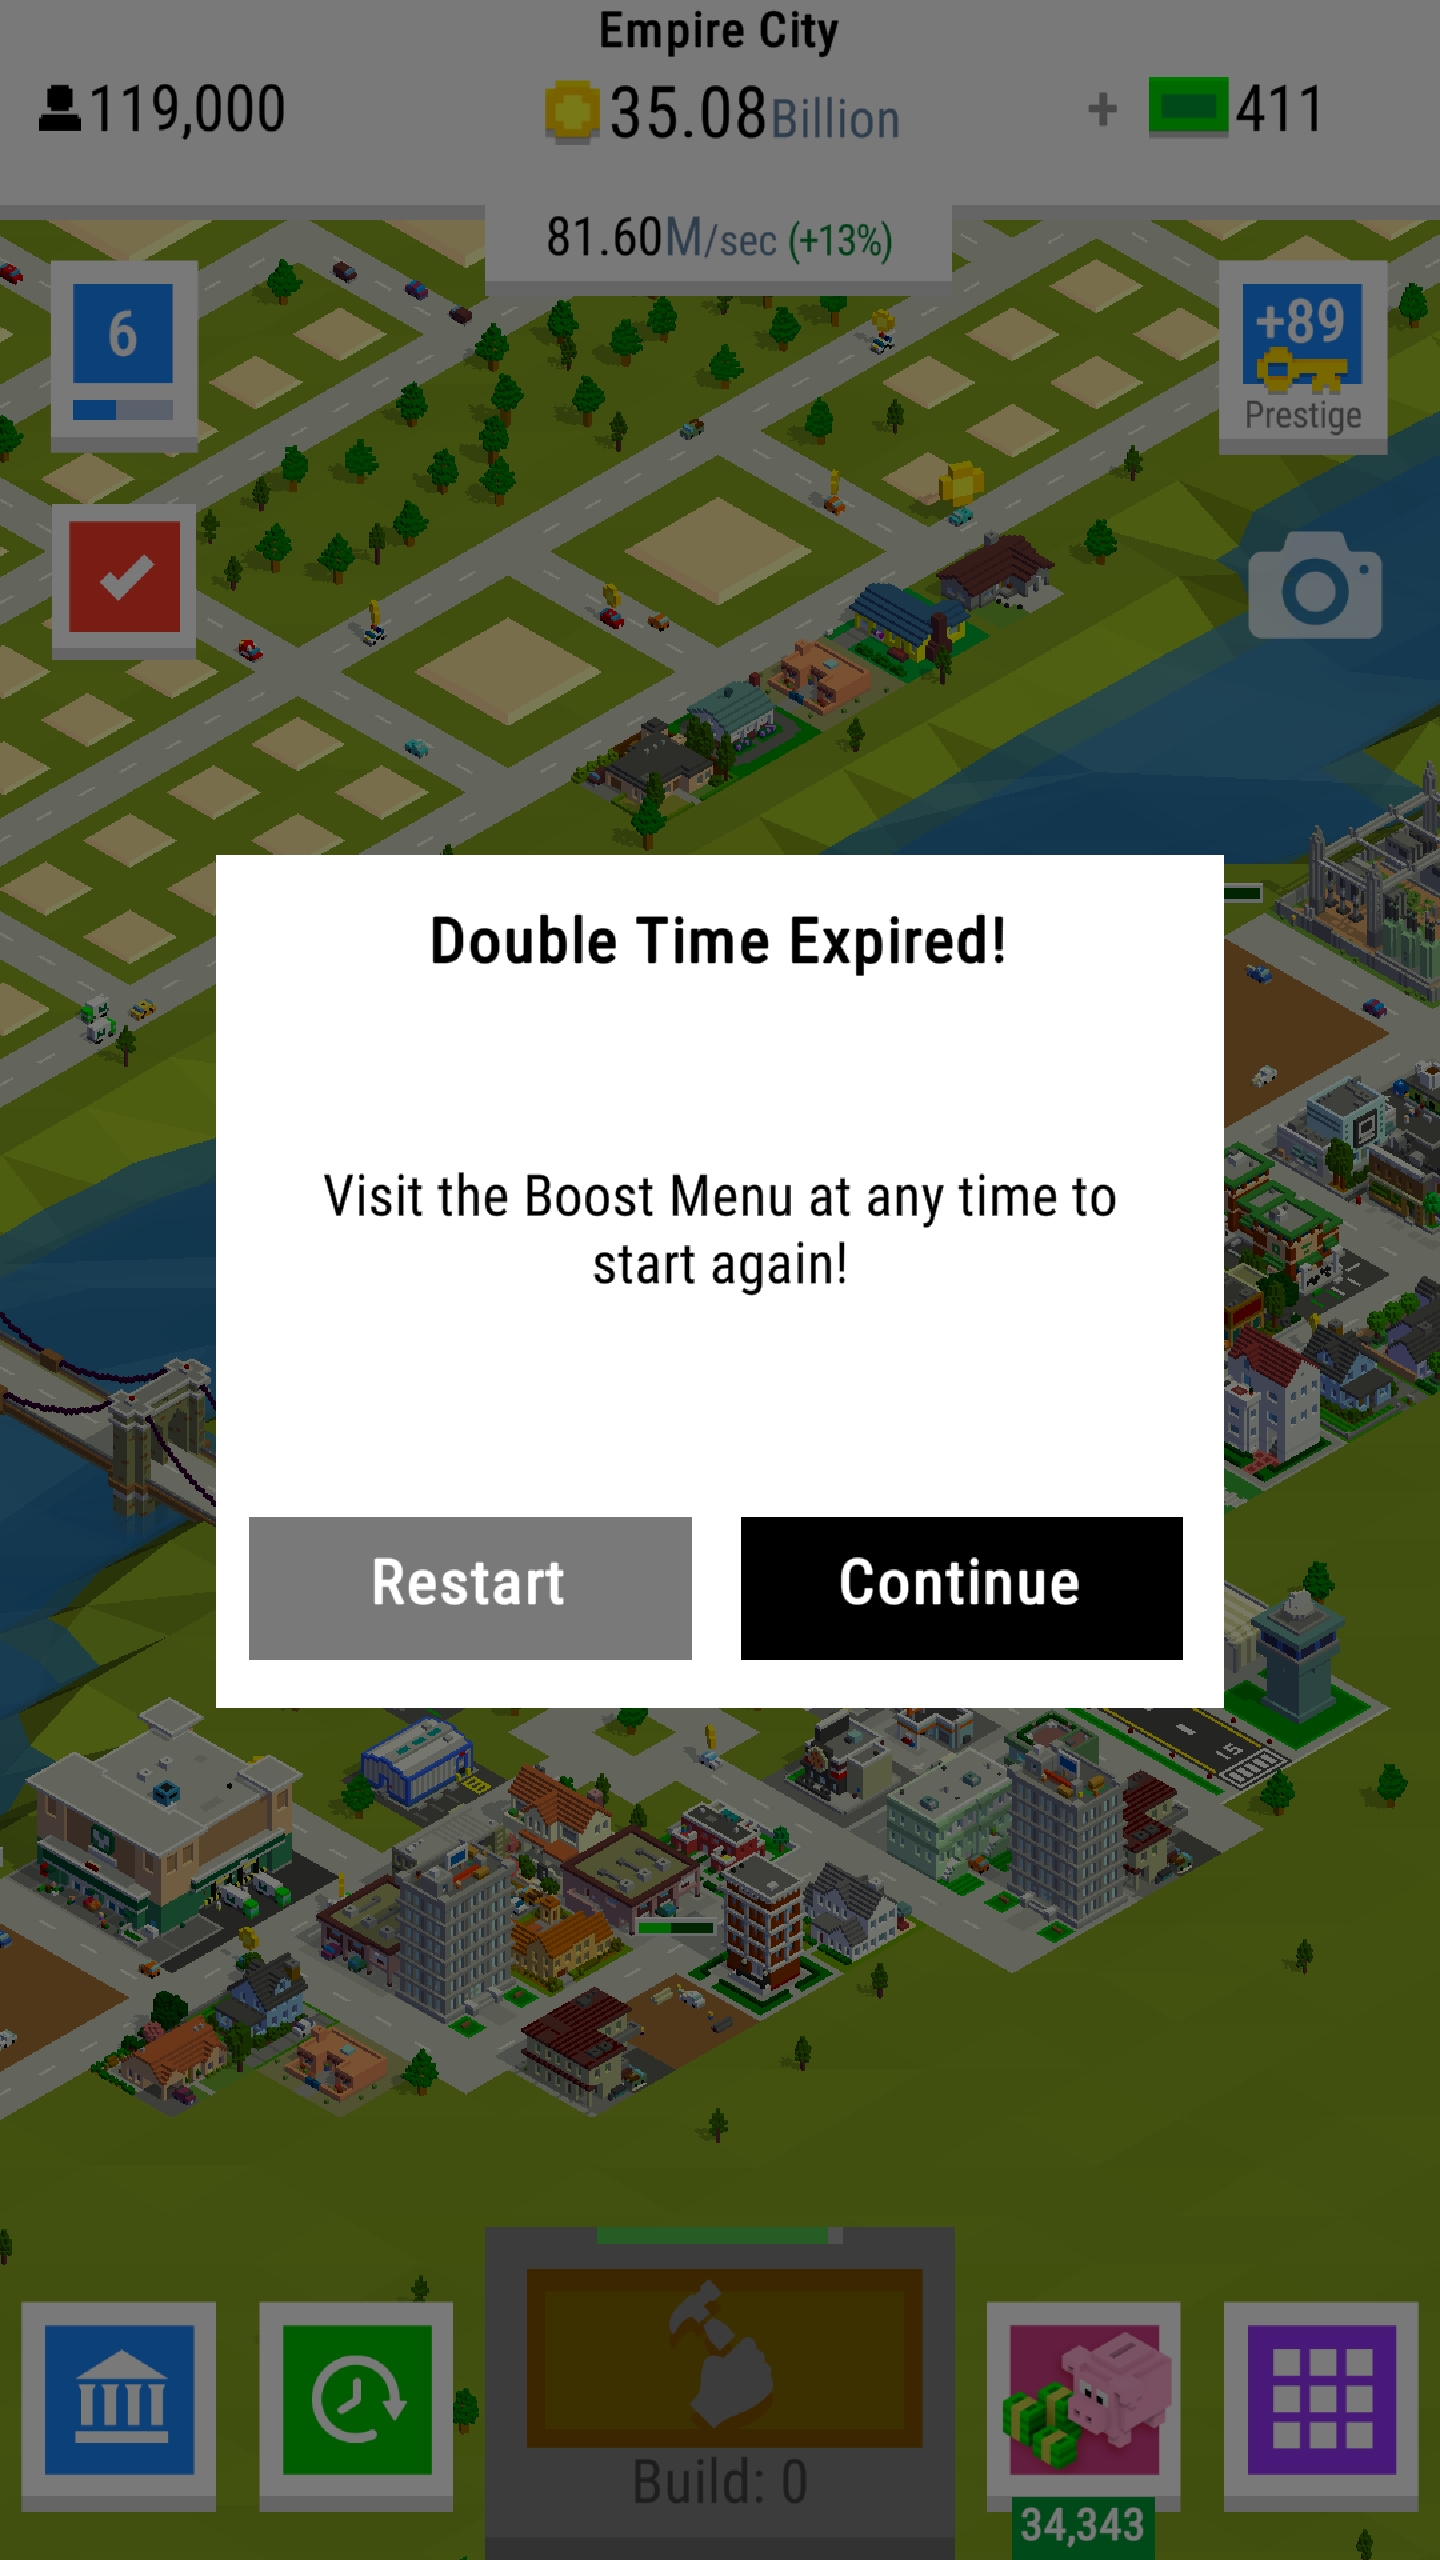 Empire City
119,000
35.08Billion
+ 411
81.60M/sec (+13%)
6
+89
Prestige
Double Time Expired!
Visit the Boost Menu at any time to
start again!
Restart
Continue
15
Build: 0
34,343